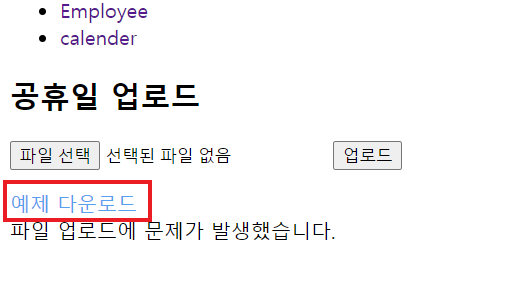 Employee
calender
공휴일 업로드
파일 선택 선택된 파일 없음 업로드
예제 다운로드
파일 업로드에 문제가 발생했습니다.